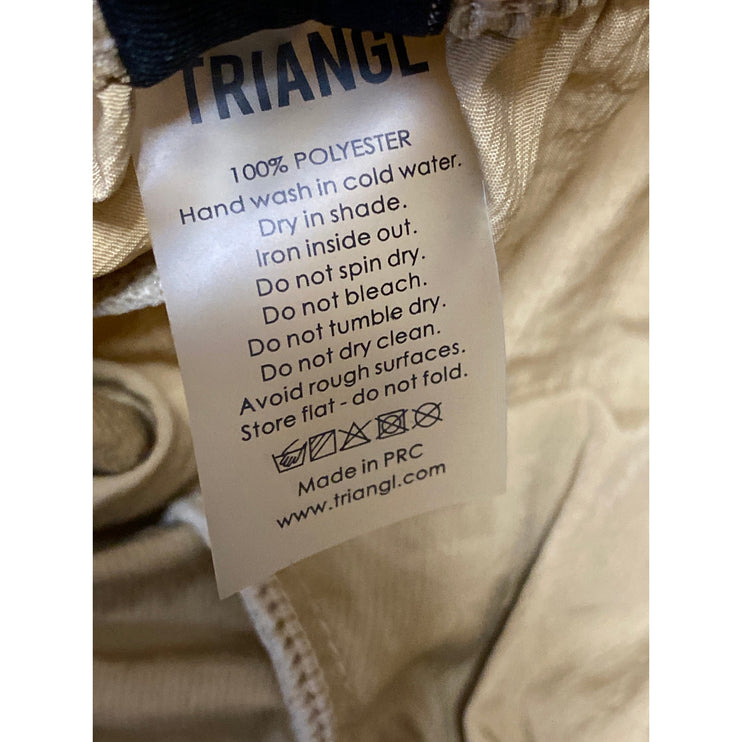 TRIANGL
100% POLYESTER
Hand wash in cold water.
Dry in shade.
Iron inside out.
Do not spin dry.
Do not bleach.
Do not tumble dry.
Do not dry clean.
Avoid rough surfaces.
Store flat - do not fold.
Made in PRC
www.triangl.com